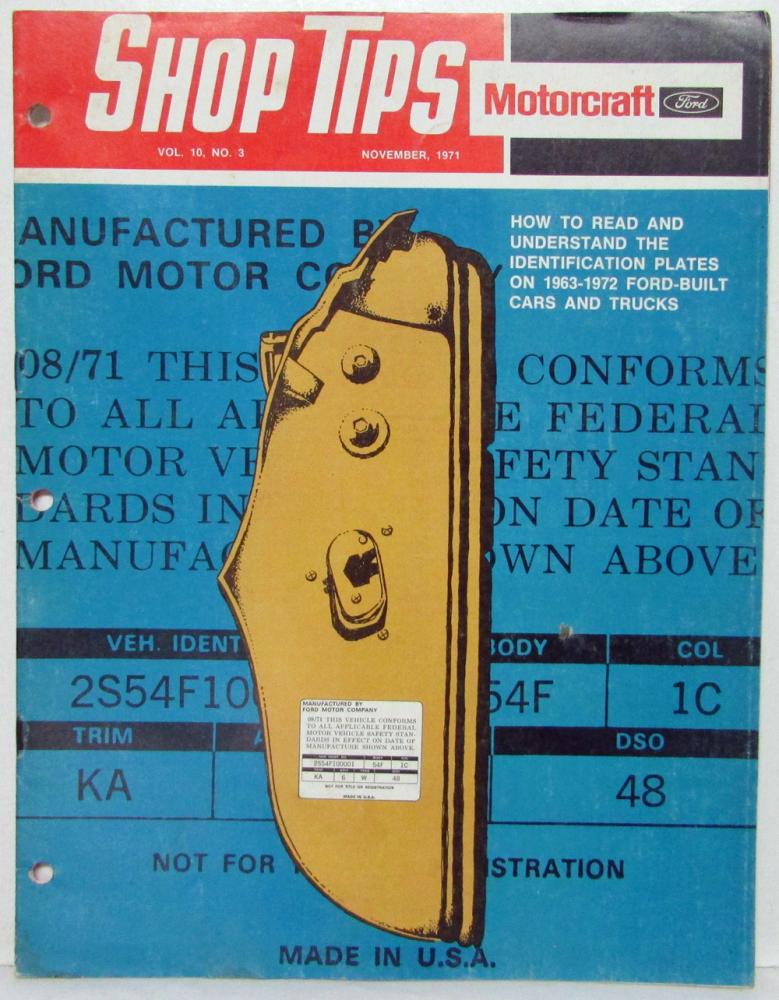 SHOP TIPS
Motorcraft Ford
VOL. 10, NO. 3 NOVEMBER, 1971
HOW TO READ AND
UNDERSTAND THE
IDENTIFICATION PLATES
ON 1963-1972 FORD-BUILT
CARS AND TRUCKS
ANUFACTURED B
ORD MOTOR CO Y
08/71 THIS CONFORMS
TO ALL A E FEDERAL
MOTOR VE FETY STAN
DARDS IN ON DATE OF
MANUFA OWN ABOVE
VEH. IDENT BODY COL
2S54F10 54F 1C
TRIM A DSO
KA 48
NOT FOR ISTRATION
MADE IN U.S.A.
MANUFACTURED BY
FORD MOTOR COMPANY
08/71 THIS VEHICLE CONFORMS
TO ALL APPLICABLE FEDERAL
MOTOR VEHICLE SAFETY STAN-
DARDS IN EFFECT ON DATE OF
MANUFACTURE SHOWN ABOVE.
2S54F100001 54F 1C
KA 6 W 48
NOT FOR TITLE OR REGISTRATION
MADE IN U.S.A.